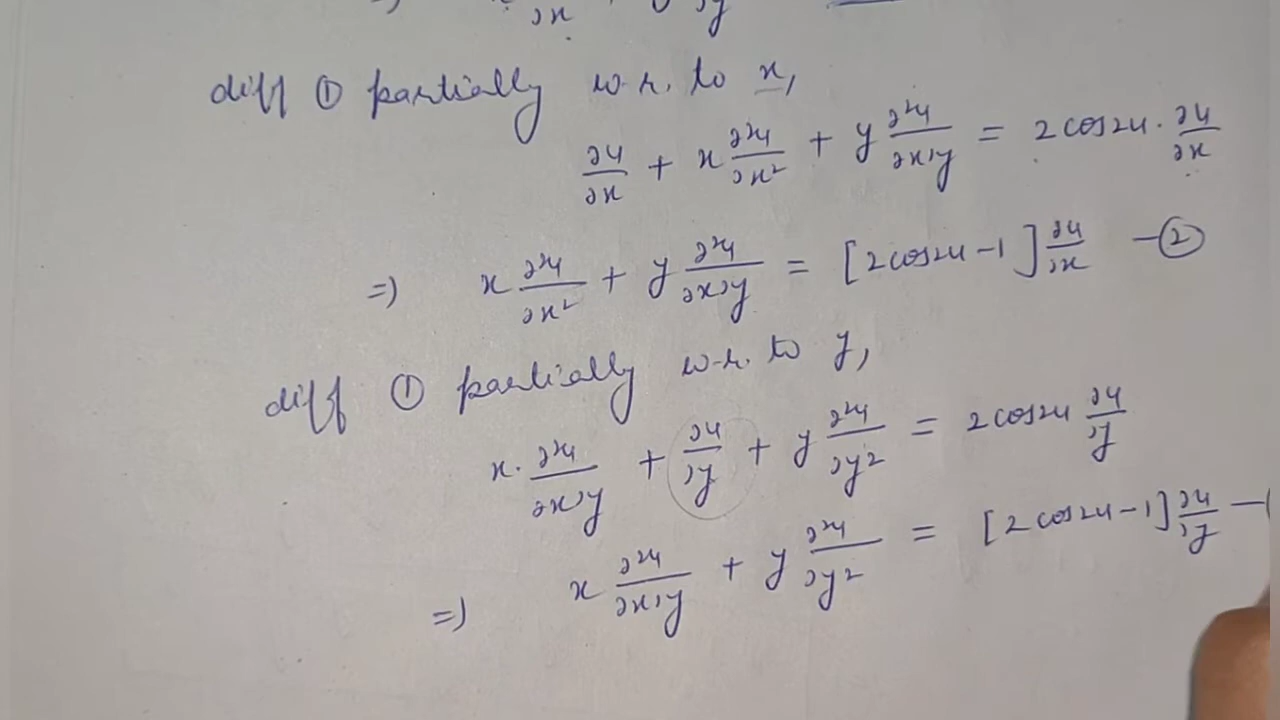 diff ① partially w.r. to x,
∂u/∂x + x ∂²u/∂x² + y ∂²u/∂x∂y = 2cos2u · ∂u/∂x
=) x ∂²u/∂x² + y ∂²u/∂x∂y = [2cos2u-1] ∂u/∂x -②
diff ① partially w.r. to y,
x · ∂²u/∂x∂y + ∂u/∂y + y ∂²u/∂y² = 2cos2u ∂u/∂y
=) x ∂²u/∂x∂y + y ∂²u/∂y² = [2cos2u-1] ∂u/∂y -